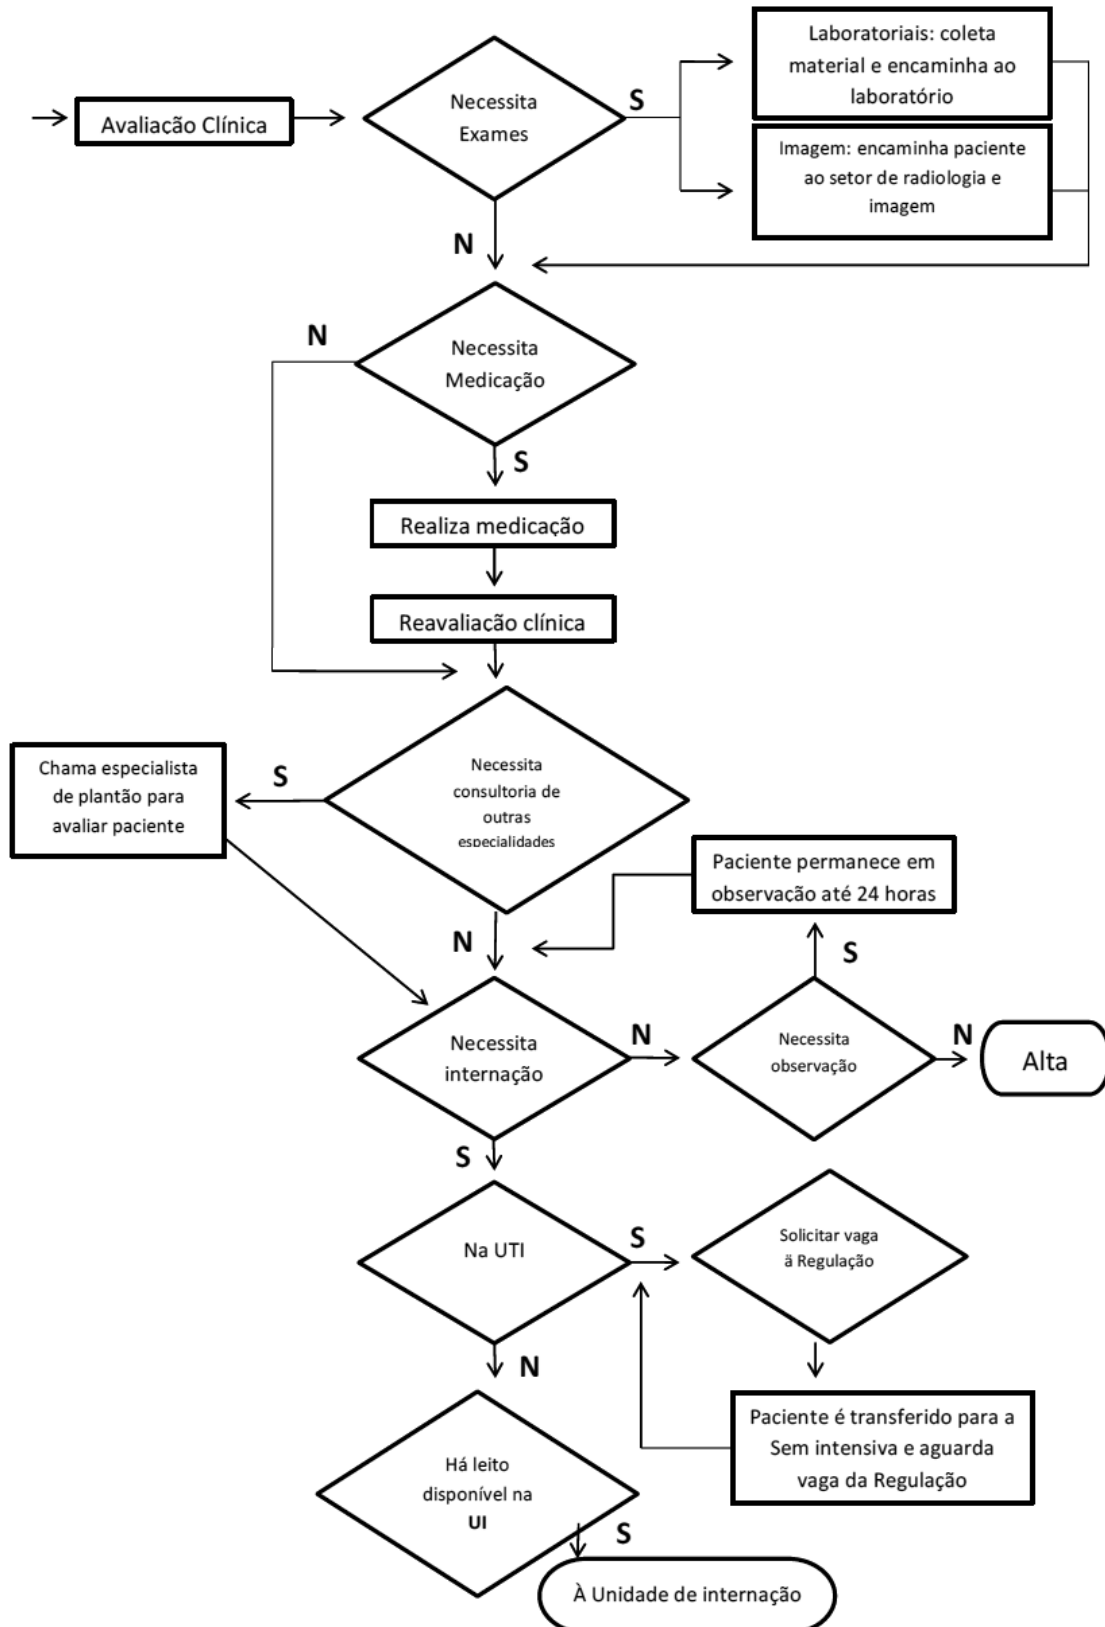 Avaliação Clínica
Necessita
Exames
S
Laboratoriais: coleta
material e encaminha ao
laboratório
Imagem: encaminha paciente
ao setor de radiologia e
imagem
N
N
Necessita
Medicação
S
Realiza medicação
Reavaliação clínica
Chama especialista
de plantão para
avaliar paciente
S
Necessita
consultoria de
outras
especialidades
Paciente permanece em
observação até 24 horas
N
S
Necessita
internação
N
Necessita
observação
N
Alta
S
Na UTI
S
Solicitar vaga
ä Regulação
N
Paciente é transferido para a
Sem intensiva e aguarda
vaga da Regulação
Há leito
disponível na
UI
S
À Unidade de internação